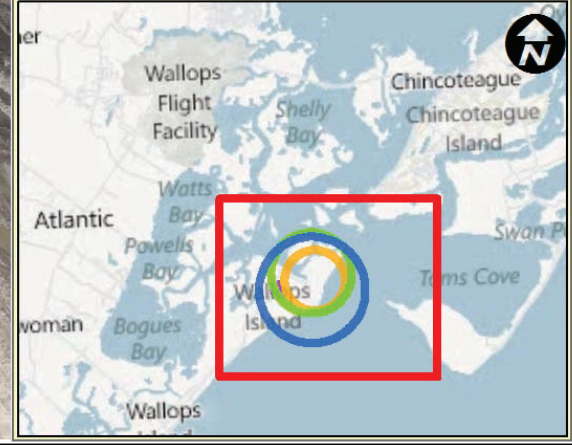 er
N
Wallops
Flight
Facility
Chincoteague
Chincoteague
Island
Shelly
Bay
Watts
Bay
Atlantic
Powells
Bay
Swan P
Toms Cove
Wallops
Island
woman
Bogues
Bay
Wallops
Island